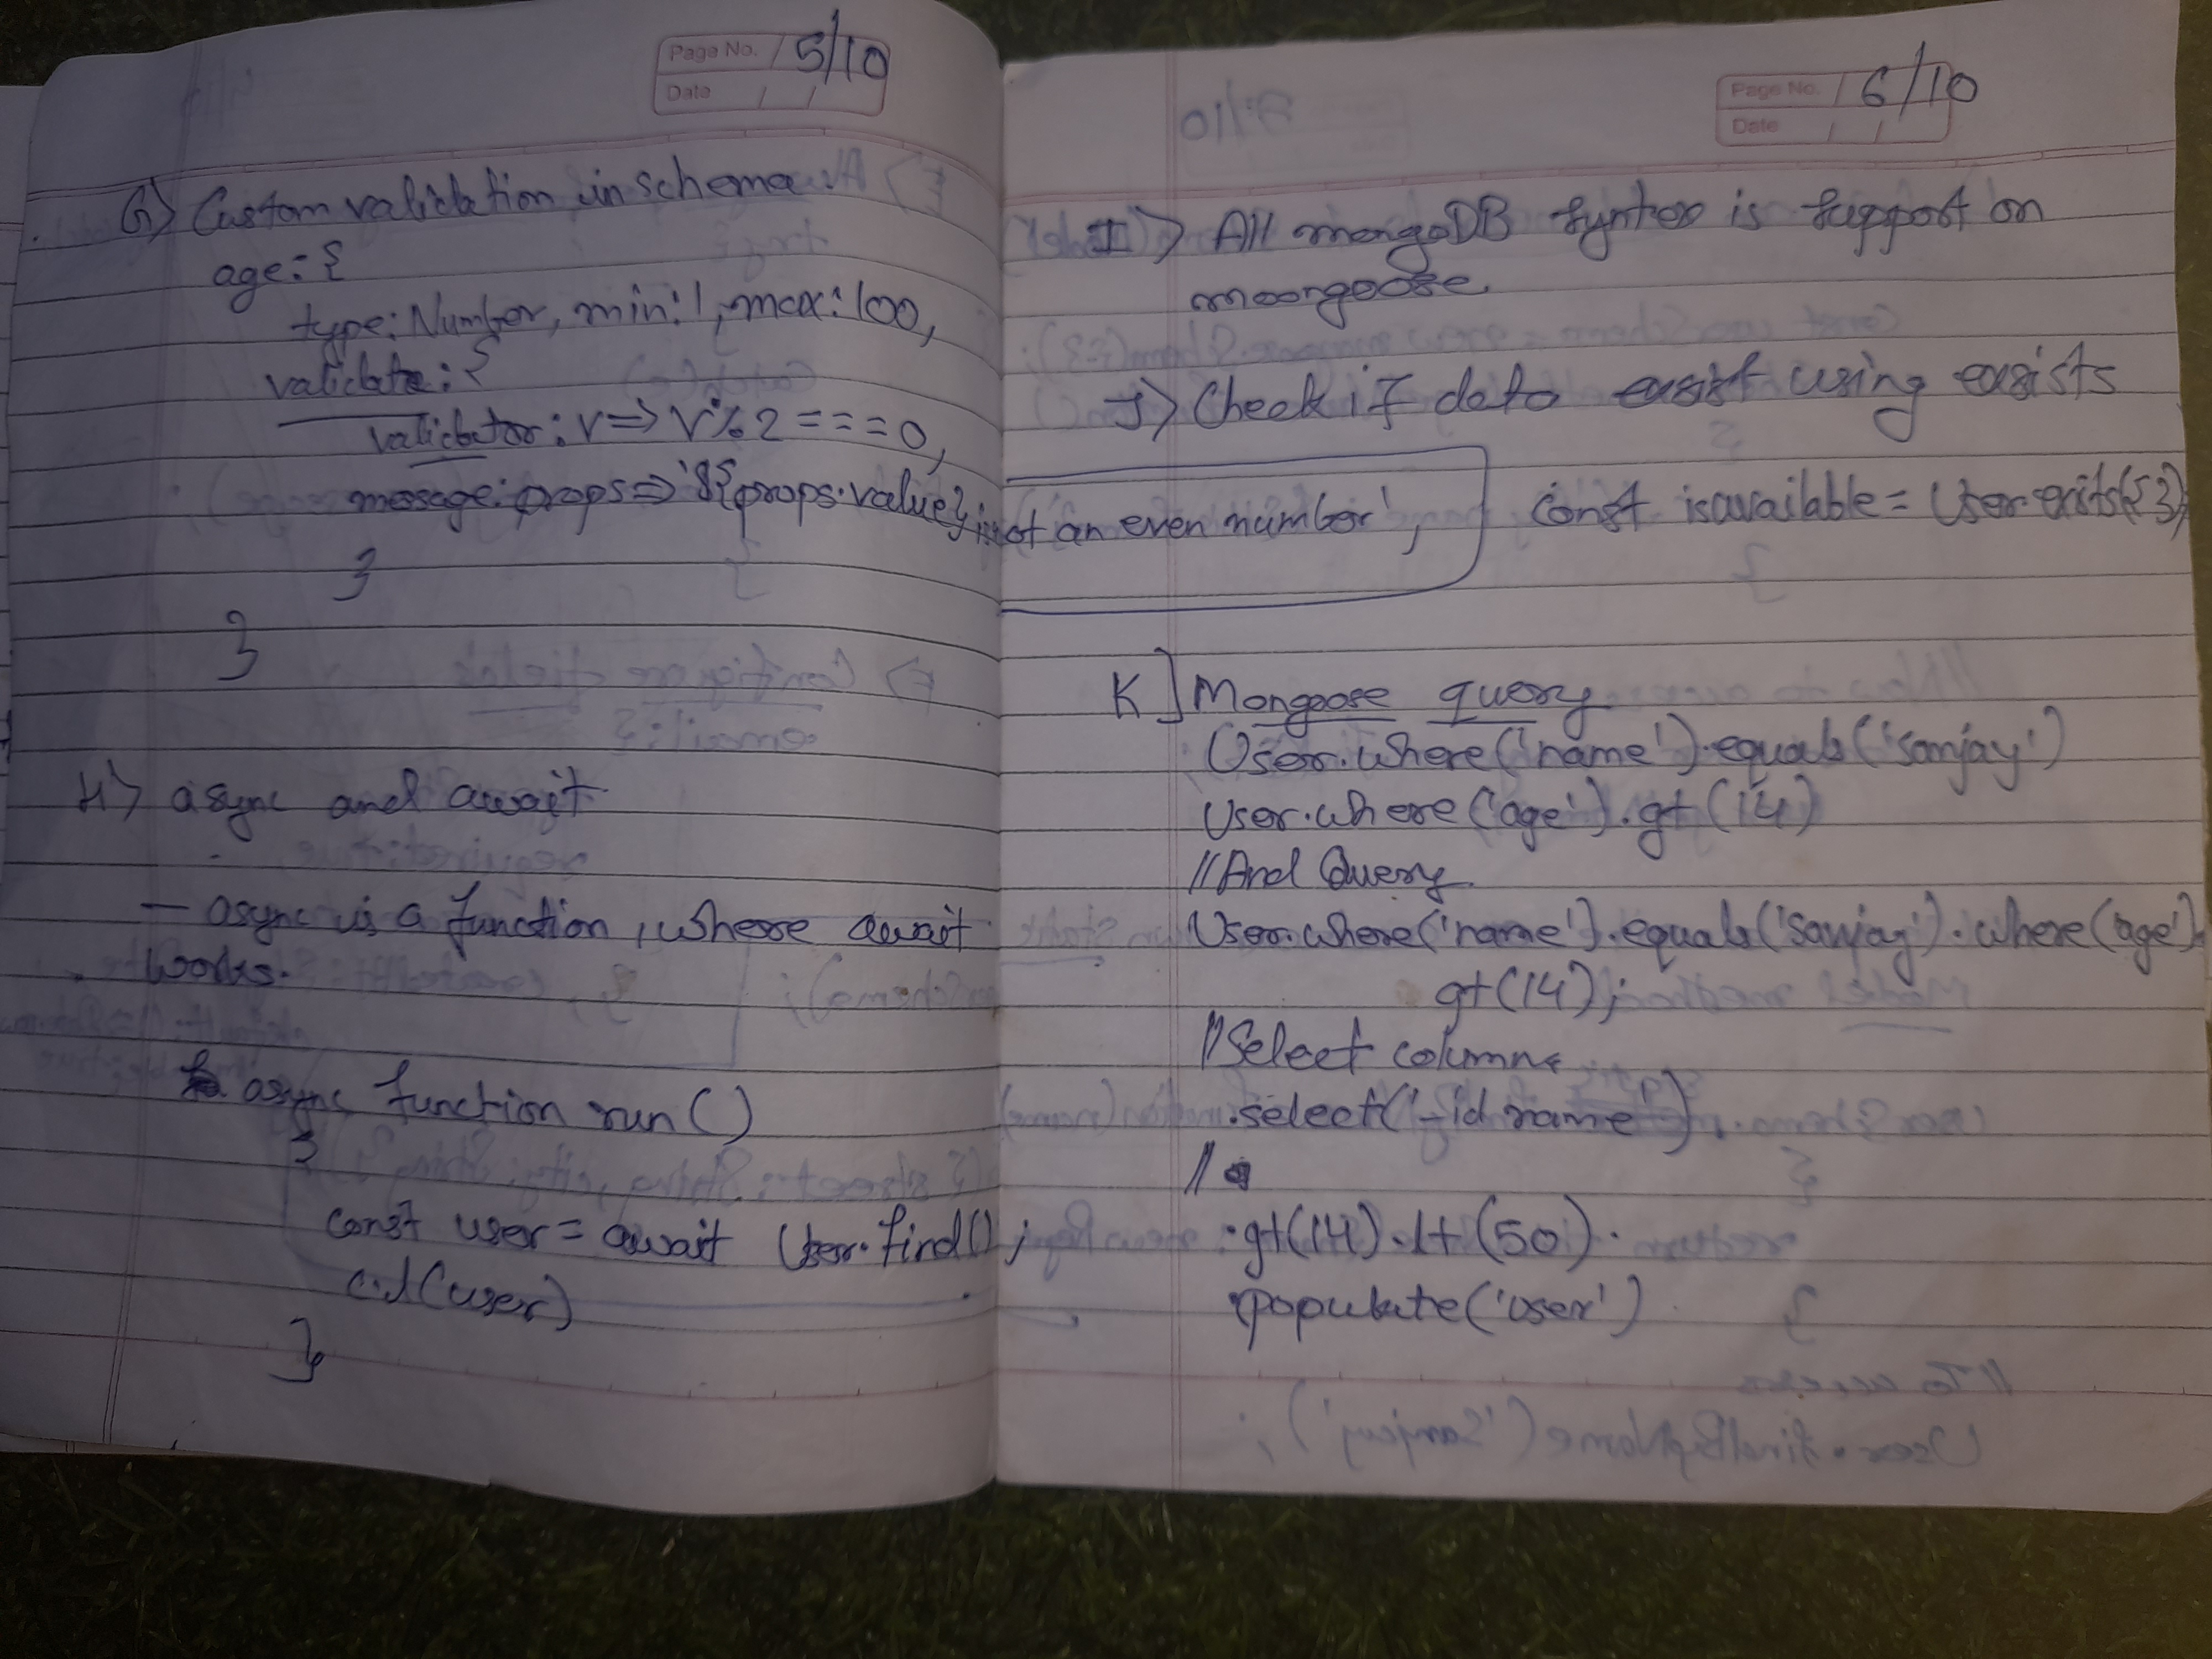 Page No. 5/10
Date
G> Custom validation in schema
age: {
type: Number, min: 1, max: 100,
validate: {
validator: v => v % 2 === 0,
message: props => `${props.value} is not an even number`,
}
}
H> async and await
- async is a function, where await
works.
async function run()
{
const user = await User.find();
c.l(user)
}
Page No. 6/10
Date
I> All mongoDB syntax is support on
moongoose.
J> Check if data exist using exists
const isavailable = User.exits({});
K] Mongoose query
User.where('name').equals('sanjay')
User.where('age').gt(14)
//And Query
User.where('name').equals('sanjay').where('age').
gt(14);
//Select columns
.select('-id name').
//
.gt(14).lt(50).
populate('user')